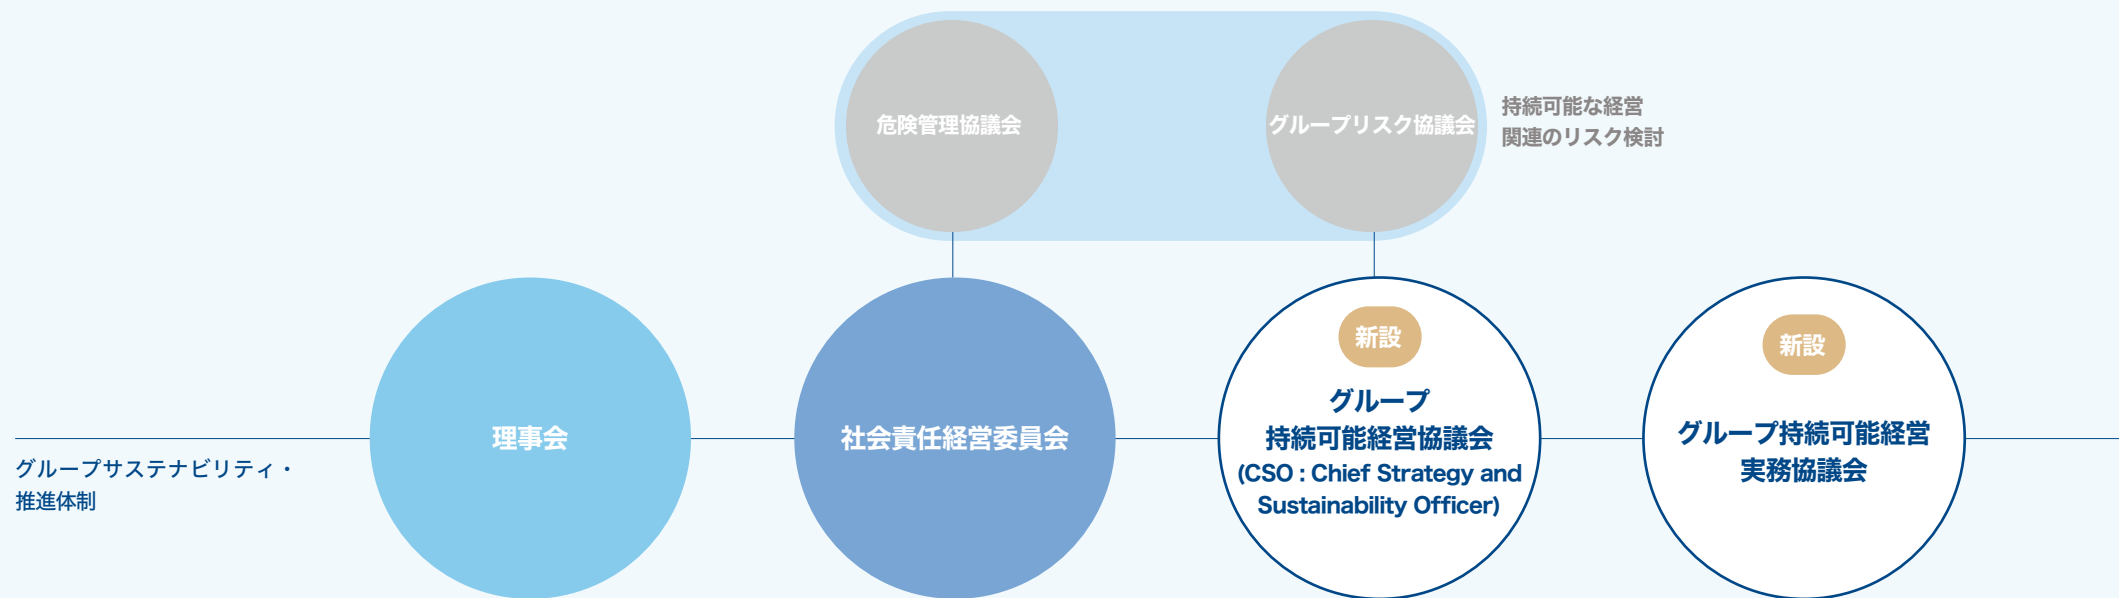 危険管理協議会
グループリスク協議会
持続可能な経営
関連のリスク検討
グループサステナビリティ・
推進体制
理事会
社会責任経営委員会
新設
グループ
持続可能経営協議会
(CSO : Chief Strategy and
Sustainability Officer)
新設
グループ持続可能経営
実務協議会